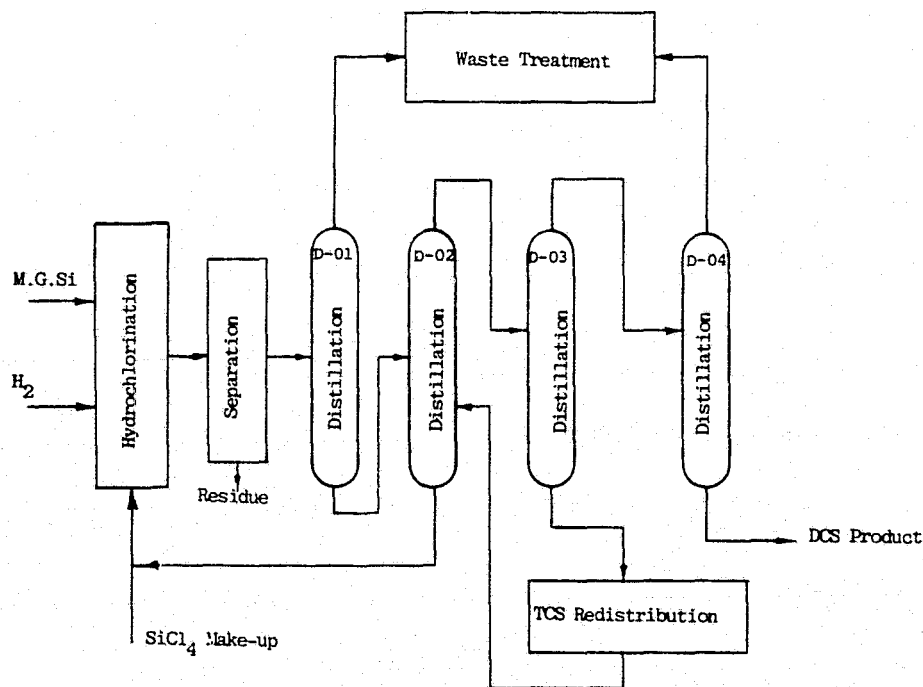 Waste Treatment
D-01
D-02
D-03
D-04
M.G.Si
H2
Hydrochlorination
Separation
Distillation
Distillation
Distillation
Distillation
Residue
DCS Product
TCS Redistribution
SiCl4 Make-up